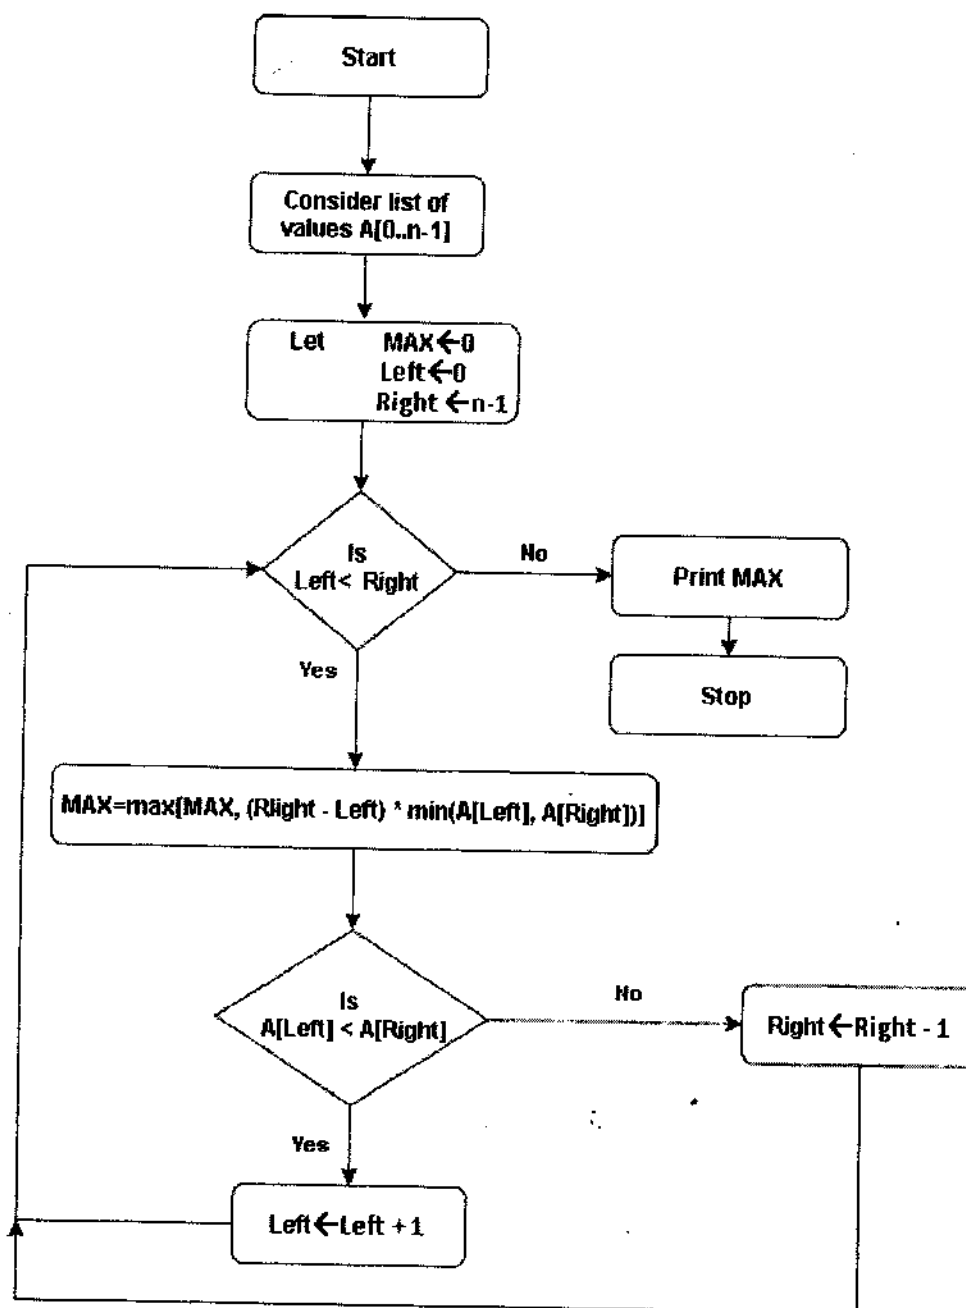 Start
Consider list of
values A[0..n-1]
Let MAX←0
Left←0
Right ←n-1
Is
Left< Right
No
Print MAX
Stop
Yes
MAX=max[MAX, (RIight - Left) * min(A[Left], A[Right])]
Is
A[Left] < A[Right]
No
Right←Right - 1
Yes
Left←Left + 1